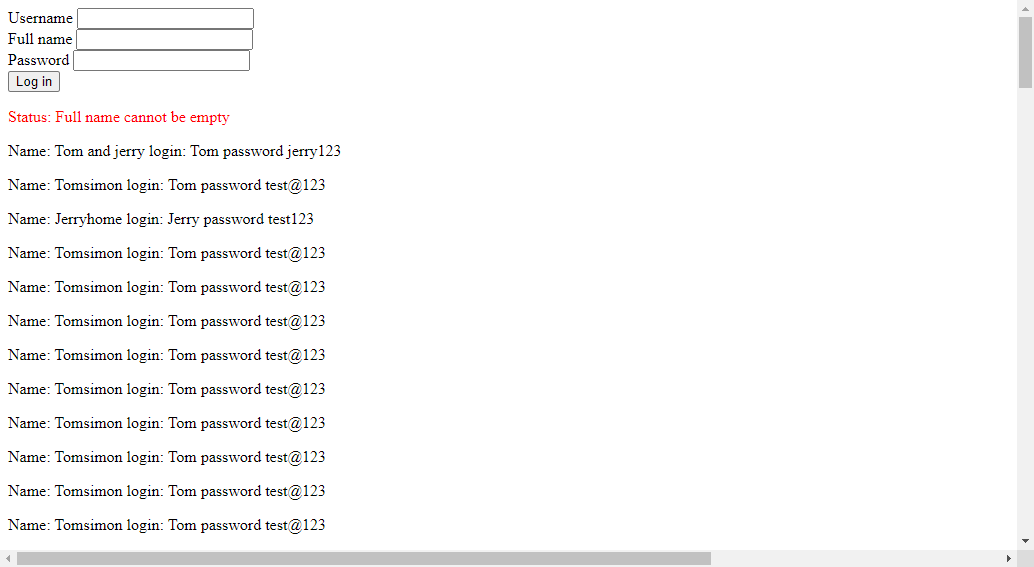 Username
Full name
Password
Log in
Status: Full name cannot be empty
Name: Tom and jerry login: Tom password jerry123
Name: Tomsimon login: Tom password test@123
Name: Jerryhome login: Jerry password test123
Name: Tomsimon login: Tom password test@123
Name: Tomsimon login: Tom password test@123
Name: Tomsimon login: Tom password test@123
Name: Tomsimon login: Tom password test@123
Name: Tomsimon login: Tom password test@123
Name: Tomsimon login: Tom password test@123
Name: Tomsimon login: Tom password test@123
Name: Tomsimon login: Tom password test@123
Name: Tomsimon login: Tom password test@123